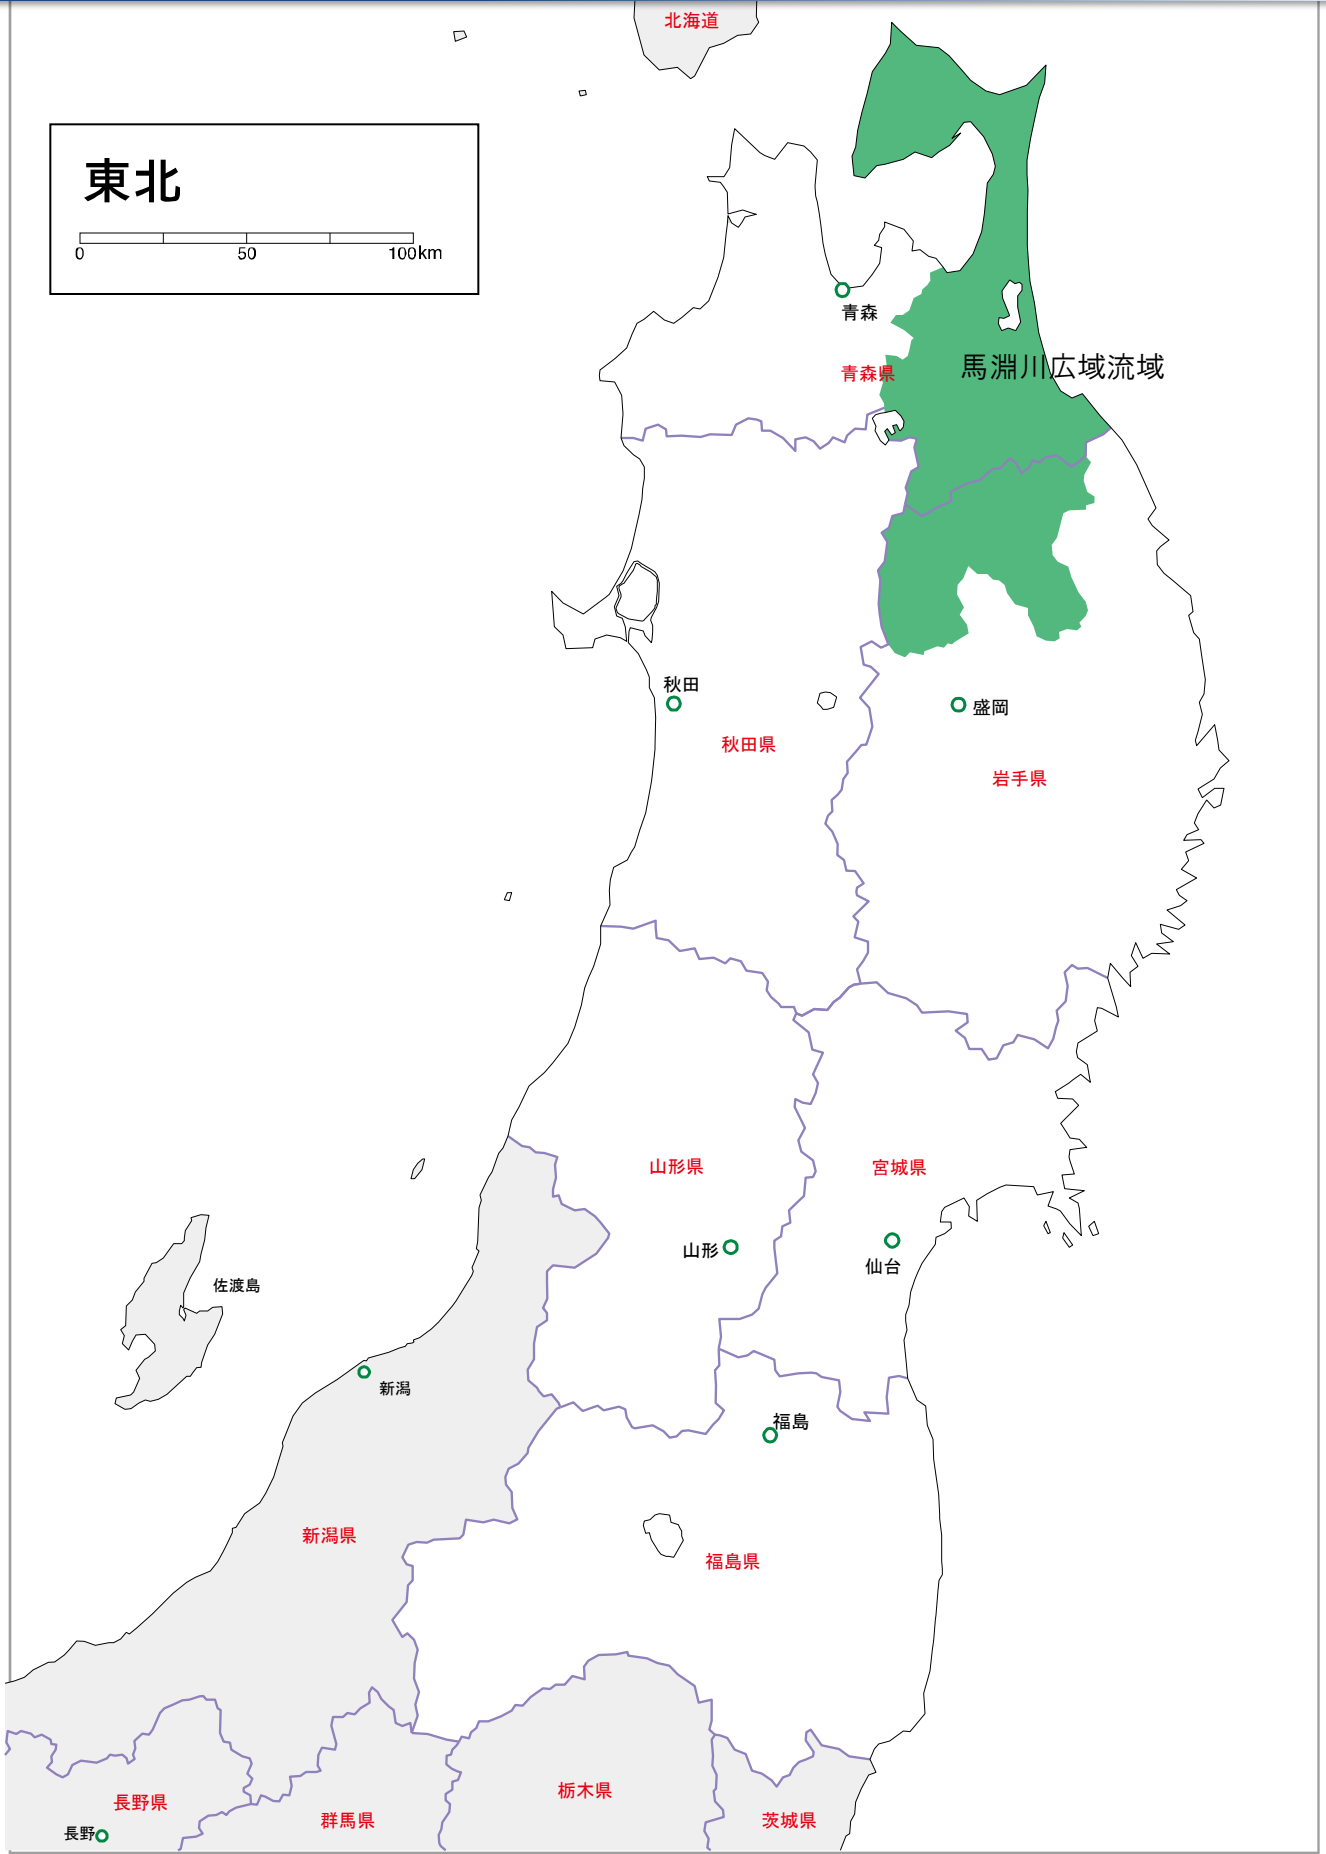 北海道
東北
0 50 100km
青森
青森県
馬淵川広域流域
秋田
盛岡
秋田県
岩手県
山形県
宮城県
山形
仙台
佐渡島
新潟
福島
新潟県
福島県
栃木県
長野県
群馬県
茨城県
長野